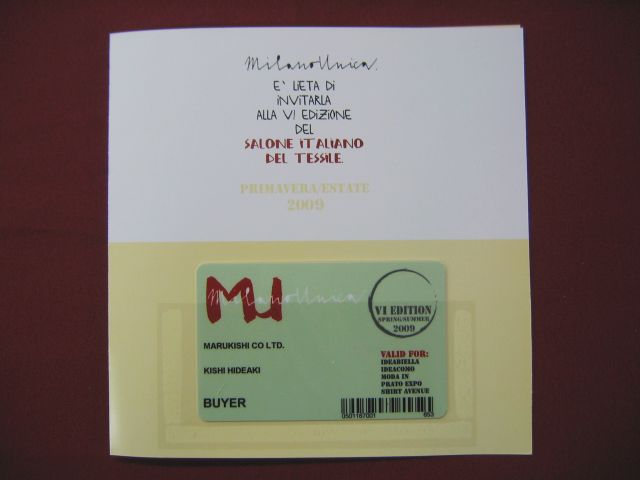 MilanoUnica.
E' LIETA DI
INVITARLA
ALLA VI EDIZIONE
DEL
SALONE ITALIANO
DEL TESSILE.
PRIMAVERA/ESTATE
2009
MU
MilanoUnica.
VI EDITION
SPRING/SUMMER
2009
MARUKISHI CO LTD.
KISHI HIDEAKI
BUYER
VALID FOR:
IDEABIELLA
IDEACOMO
MODA IN
PRATO EXPO
SHIRT AVENUE
0501167001 653